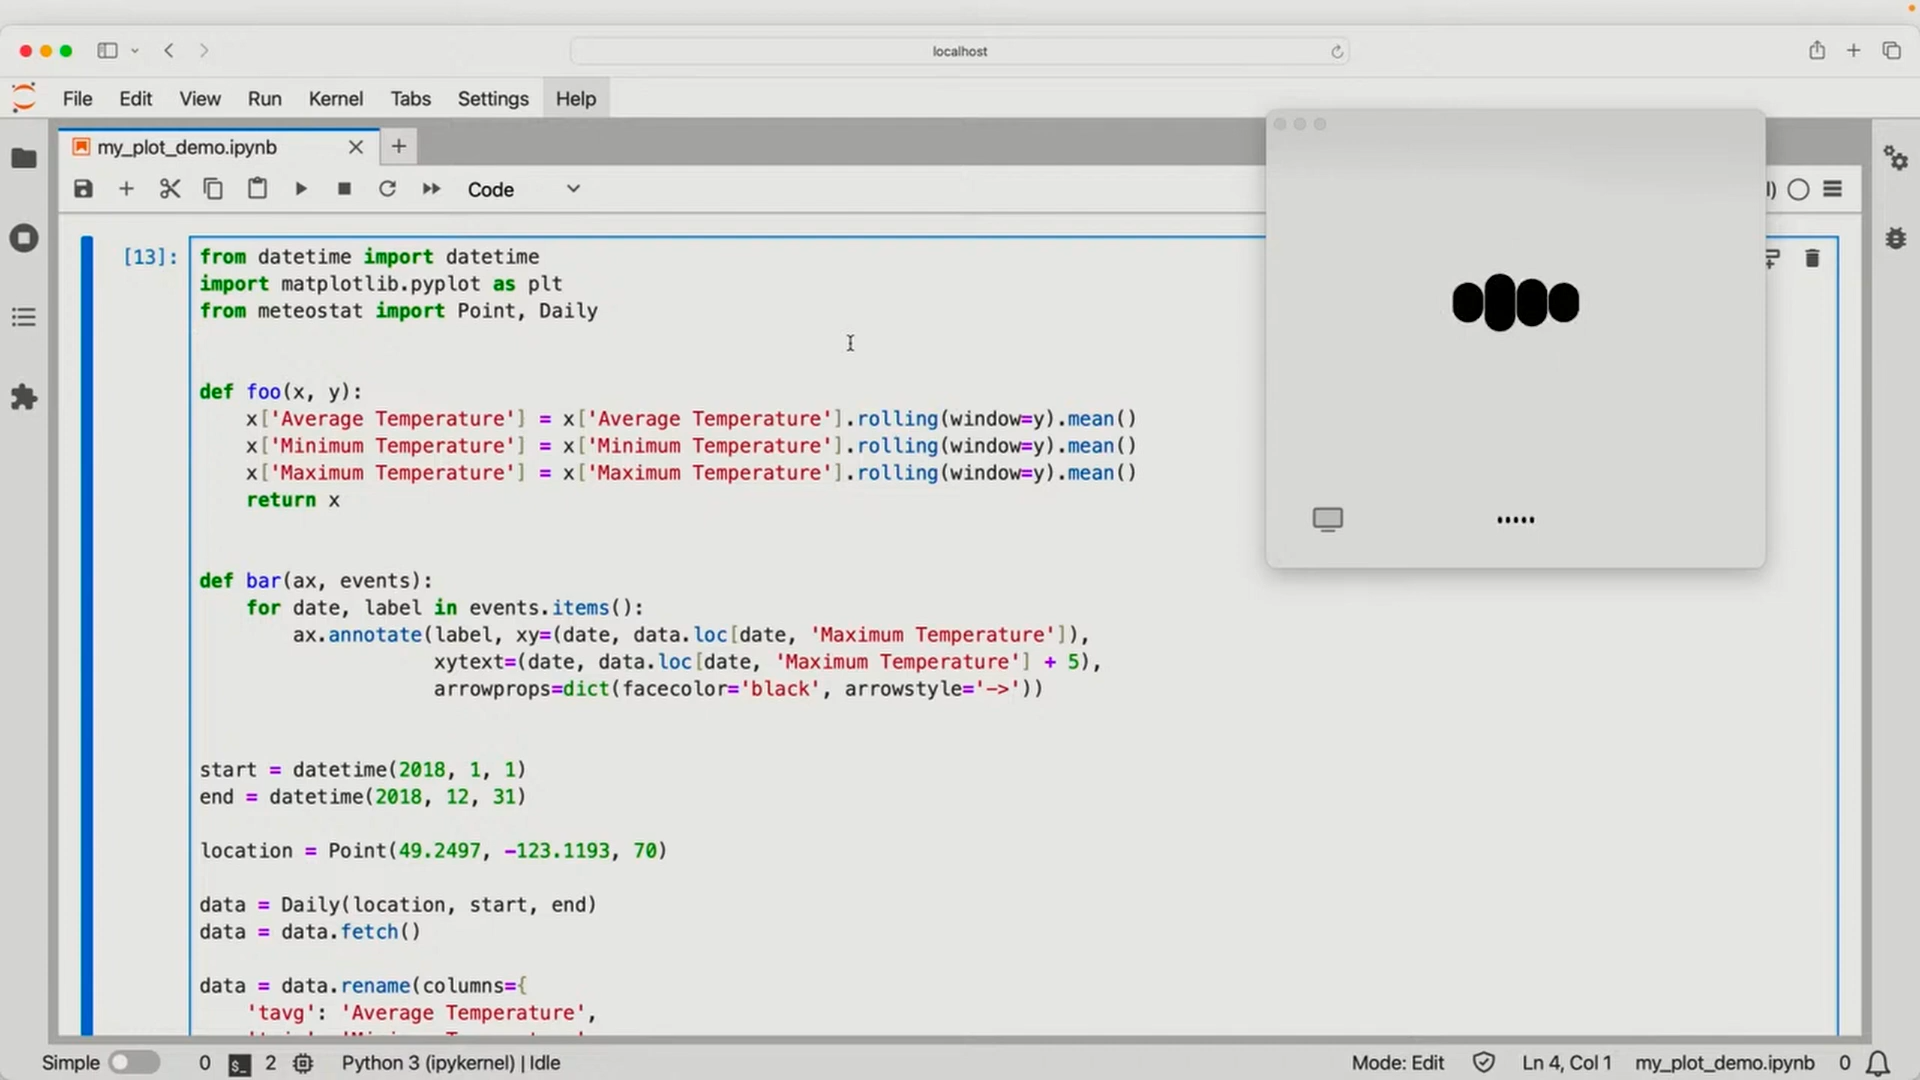 localhost
File Edit View Run Kernel Tabs Settings Help
my_plot_demo.ipynb
Code
[13]:
from datetime import datetime
import matplotlib.pyplot as plt
from meteostat import Point, Daily
def foo(x, y):
x['Average Temperature'] = x['Average Temperature'].rolling(window=y).mean()
x['Minimum Temperature'] = x['Minimum Temperature'].rolling(window=y).mean()
x['Maximum Temperature'] = x['Maximum Temperature'].rolling(window=y).mean()
return x
def bar(ax, events):
for date, label in events.items():
ax.annotate(label, xy=(date, data.loc[date, 'Maximum Temperature']),
xytext=(date, data.loc[date, 'Maximum Temperature'] + 5),
arrowprops=dict(facecolor='black', arrowstyle='->'))
start = datetime(2018, 1, 1)
end = datetime(2018, 12, 31)
location = Point(49.2497, -123.1193, 70)
data = Daily(location, start, end)
data = data.fetch()
data = data.rename(columns={
'tavg': 'Average Temperature',
Simple 0 $_ 2 Python 3 (ipykernel) | Idle Mode: Edit Ln 4, Col 1 my_plot_demo.ipynb 0